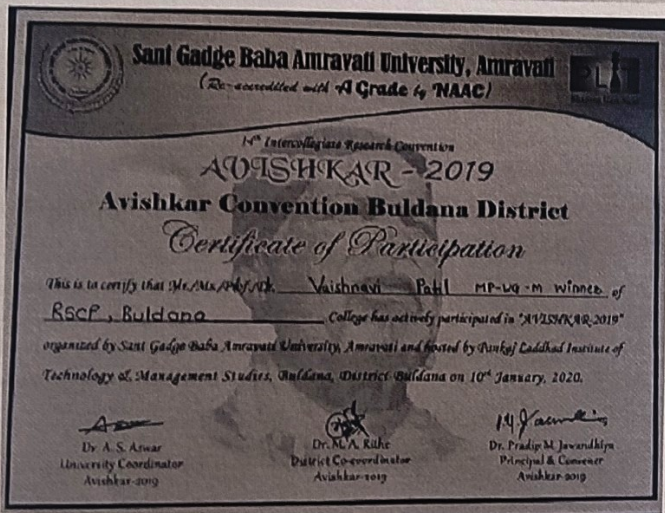 Sant Gadge Baba Amravati University, Amravati
(Re-accredited with 'A Grade by 'NAAC)
PLIT
14th Intercollegiate Research Convention
AVISHKAR - 2019
Avishkar Convention Buldana District
Certificate of Participation
This is to certify that Mr./Ms./Prof./Dr. Vaishnavi Patil MP-UG-M Winner of
RSCP, Buldana College has actively participated in "AVISHKAR-2019"
organized by Sant Gadge Baba Amravati University, Amravati and hosted by Pankaj Laddhad Institute of
Technology & Management Studies, Buldana, District Buldana on 10th January, 2020.
Dr. A. S. Aswar
University Coordinator
Avishkar-2019
Dr. M. A. Rithe
District Co-ordinator
Avishkar-2019
Dr. Pradip M. Jawandhiya
Principal & Convener
Avishkar-2019